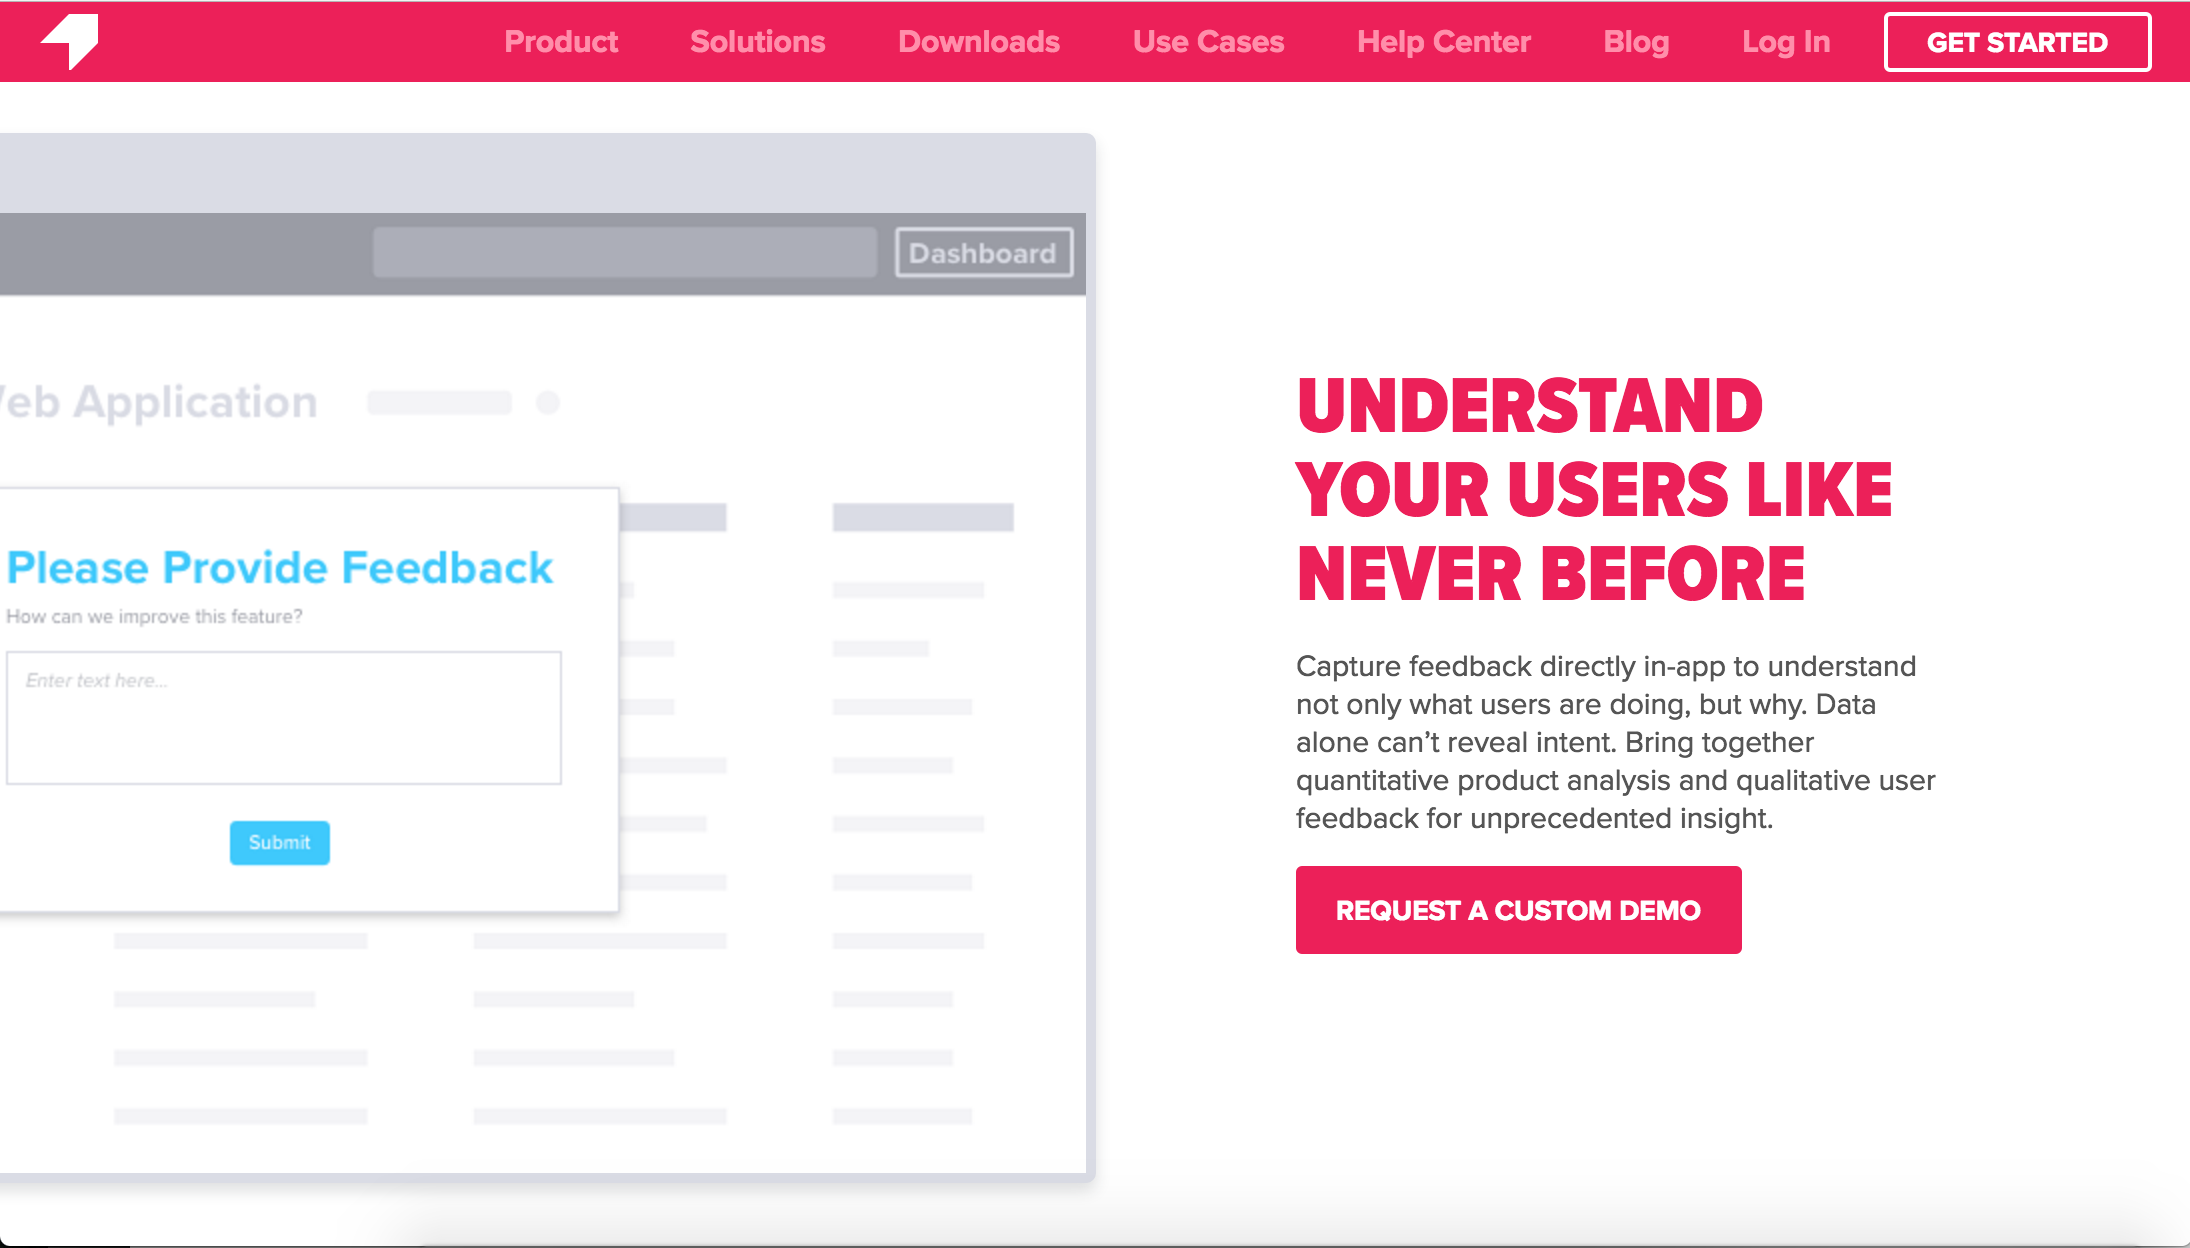 Product Solutions Downloads Use Cases Help Center Blog Log In GET STARTED
Dashboard
eb Application
Please Provide Feedback
How can we improve this feature?
Enter text here...
Submit
UNDERSTAND
YOUR USERS LIKE
NEVER BEFORE
Capture feedback directly in-app to understand
not only what users are doing, but why. Data
alone can’t reveal intent. Bring together
quantitative product analysis and qualitative user
feedback for unprecedented insight.
REQUEST A CUSTOM DEMO